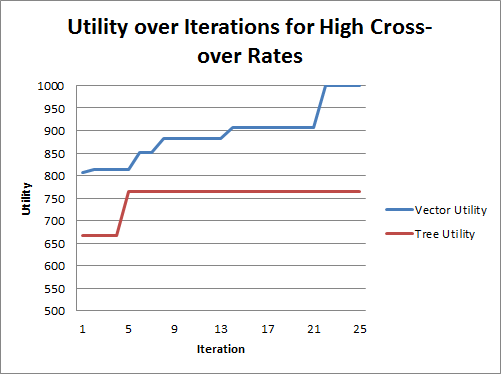 Utility over Iterations for High Cross-
over Rates
1000
950
900
850
800
750
700
650
600
550
500
Utility
1 5 9 13 17 21 25
Iteration
Vector Utility
Tree Utility